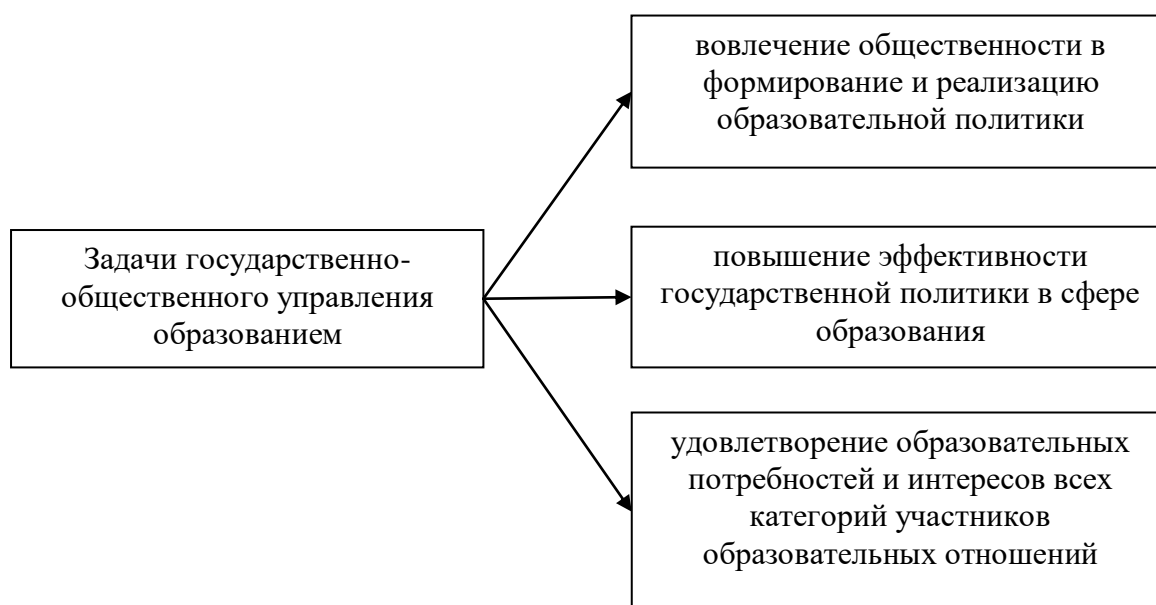 Задачи государственно-
общественного управления
образованием
вовлечение общественности в
формирование и реализацию
образовательной политики
повышение эффективности
государственной политики в сфере
образования
удовлетворение образовательных
потребностей и интересов всех
категорий участников
образовательных отношений